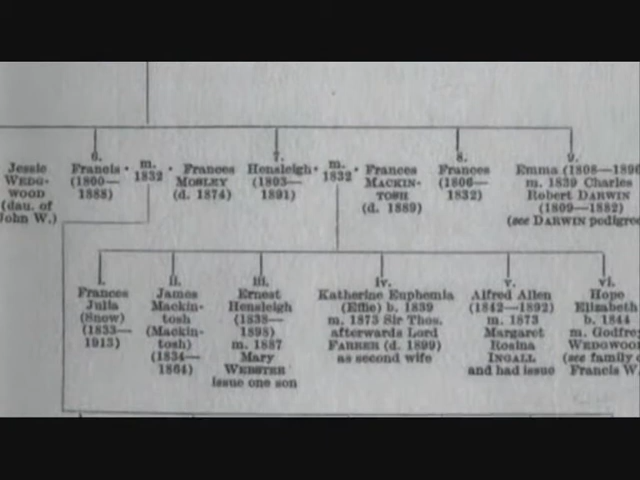 6.
7.
8.
9.
Jessie
WEDG-
WOOD
(dau. of
John W.)
Francis · m. · Frances
(1800— 1832 MOSLEY
1888) (d. 1874)
Hensleigh · m. · Frances
(1803— 1832 MACKIN-
1891) TOSH
(d. 1889)
Frances
(1806—
1832)
Emma (1808—1896
m. 1839 Charles
Robert DARWIN
(1809—1882)
(see DARWIN pedigree
i.
Frances
Julia
(Snow)
(1833—
1913)
ii.
James
Mackin-
tosh
(Mackin-
tosh)
(1834—
1864)
iii.
Ernest
Hensleigh
(1838—
1898)
m. 1887
Mary
WEBSTER
issue one son
iv.
Katherine Euphemia
(Effie) b. 1839
m. 1873 Sir Thos.
afterwards Lord
FARRER (d. 1899)
as second wife
v.
Alfred Allen
(1842—1892)
m. 1873
Margaret
Rosina
INGALL
and had issue
vi.
Hope
Elizabeth
b. 1844
m. Godfre
WEDGWOO
(see family o
Francis W.